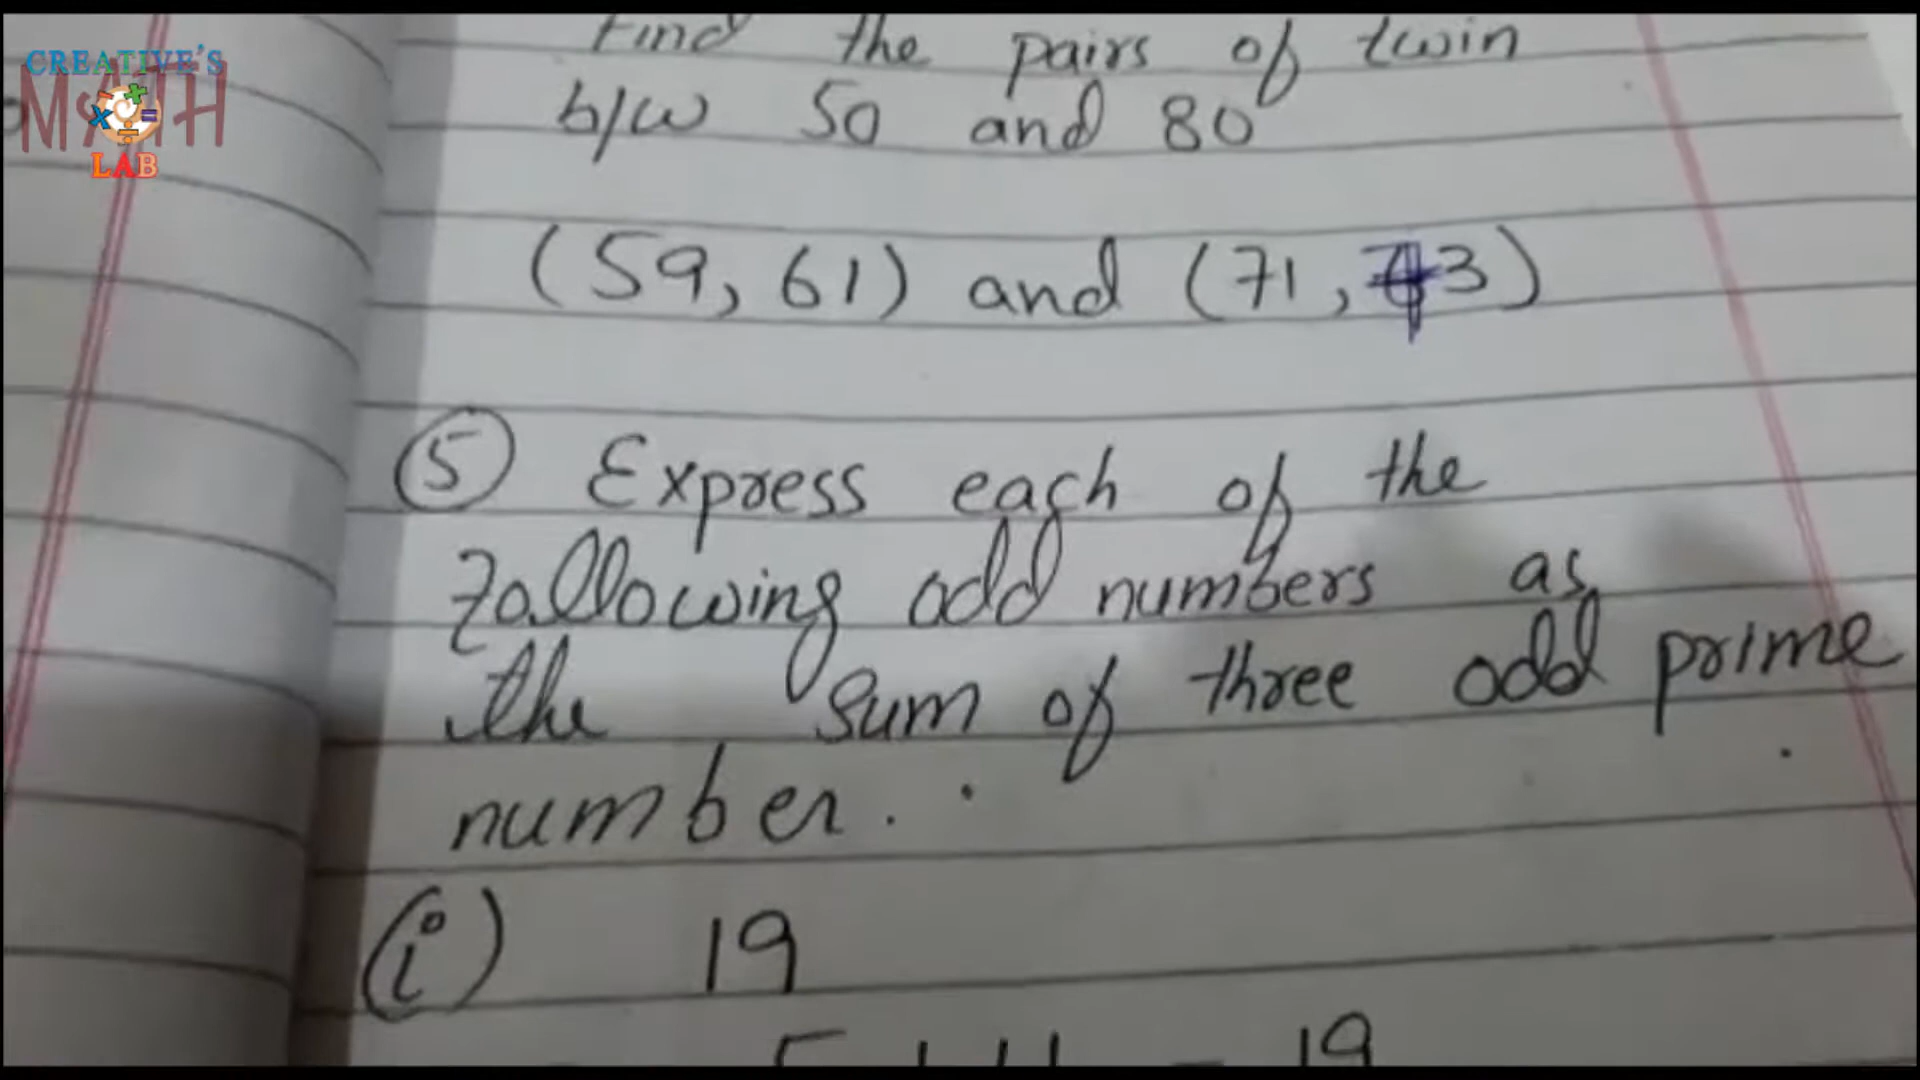 CREATIVE'S
MATH
LAB
Find the pairs of twin
b/w 50 and 80
(59, 61) and (71, 73)
5 Express each of the
following odd numbers as
the sum of three odd prime
number.
(i) 19
19